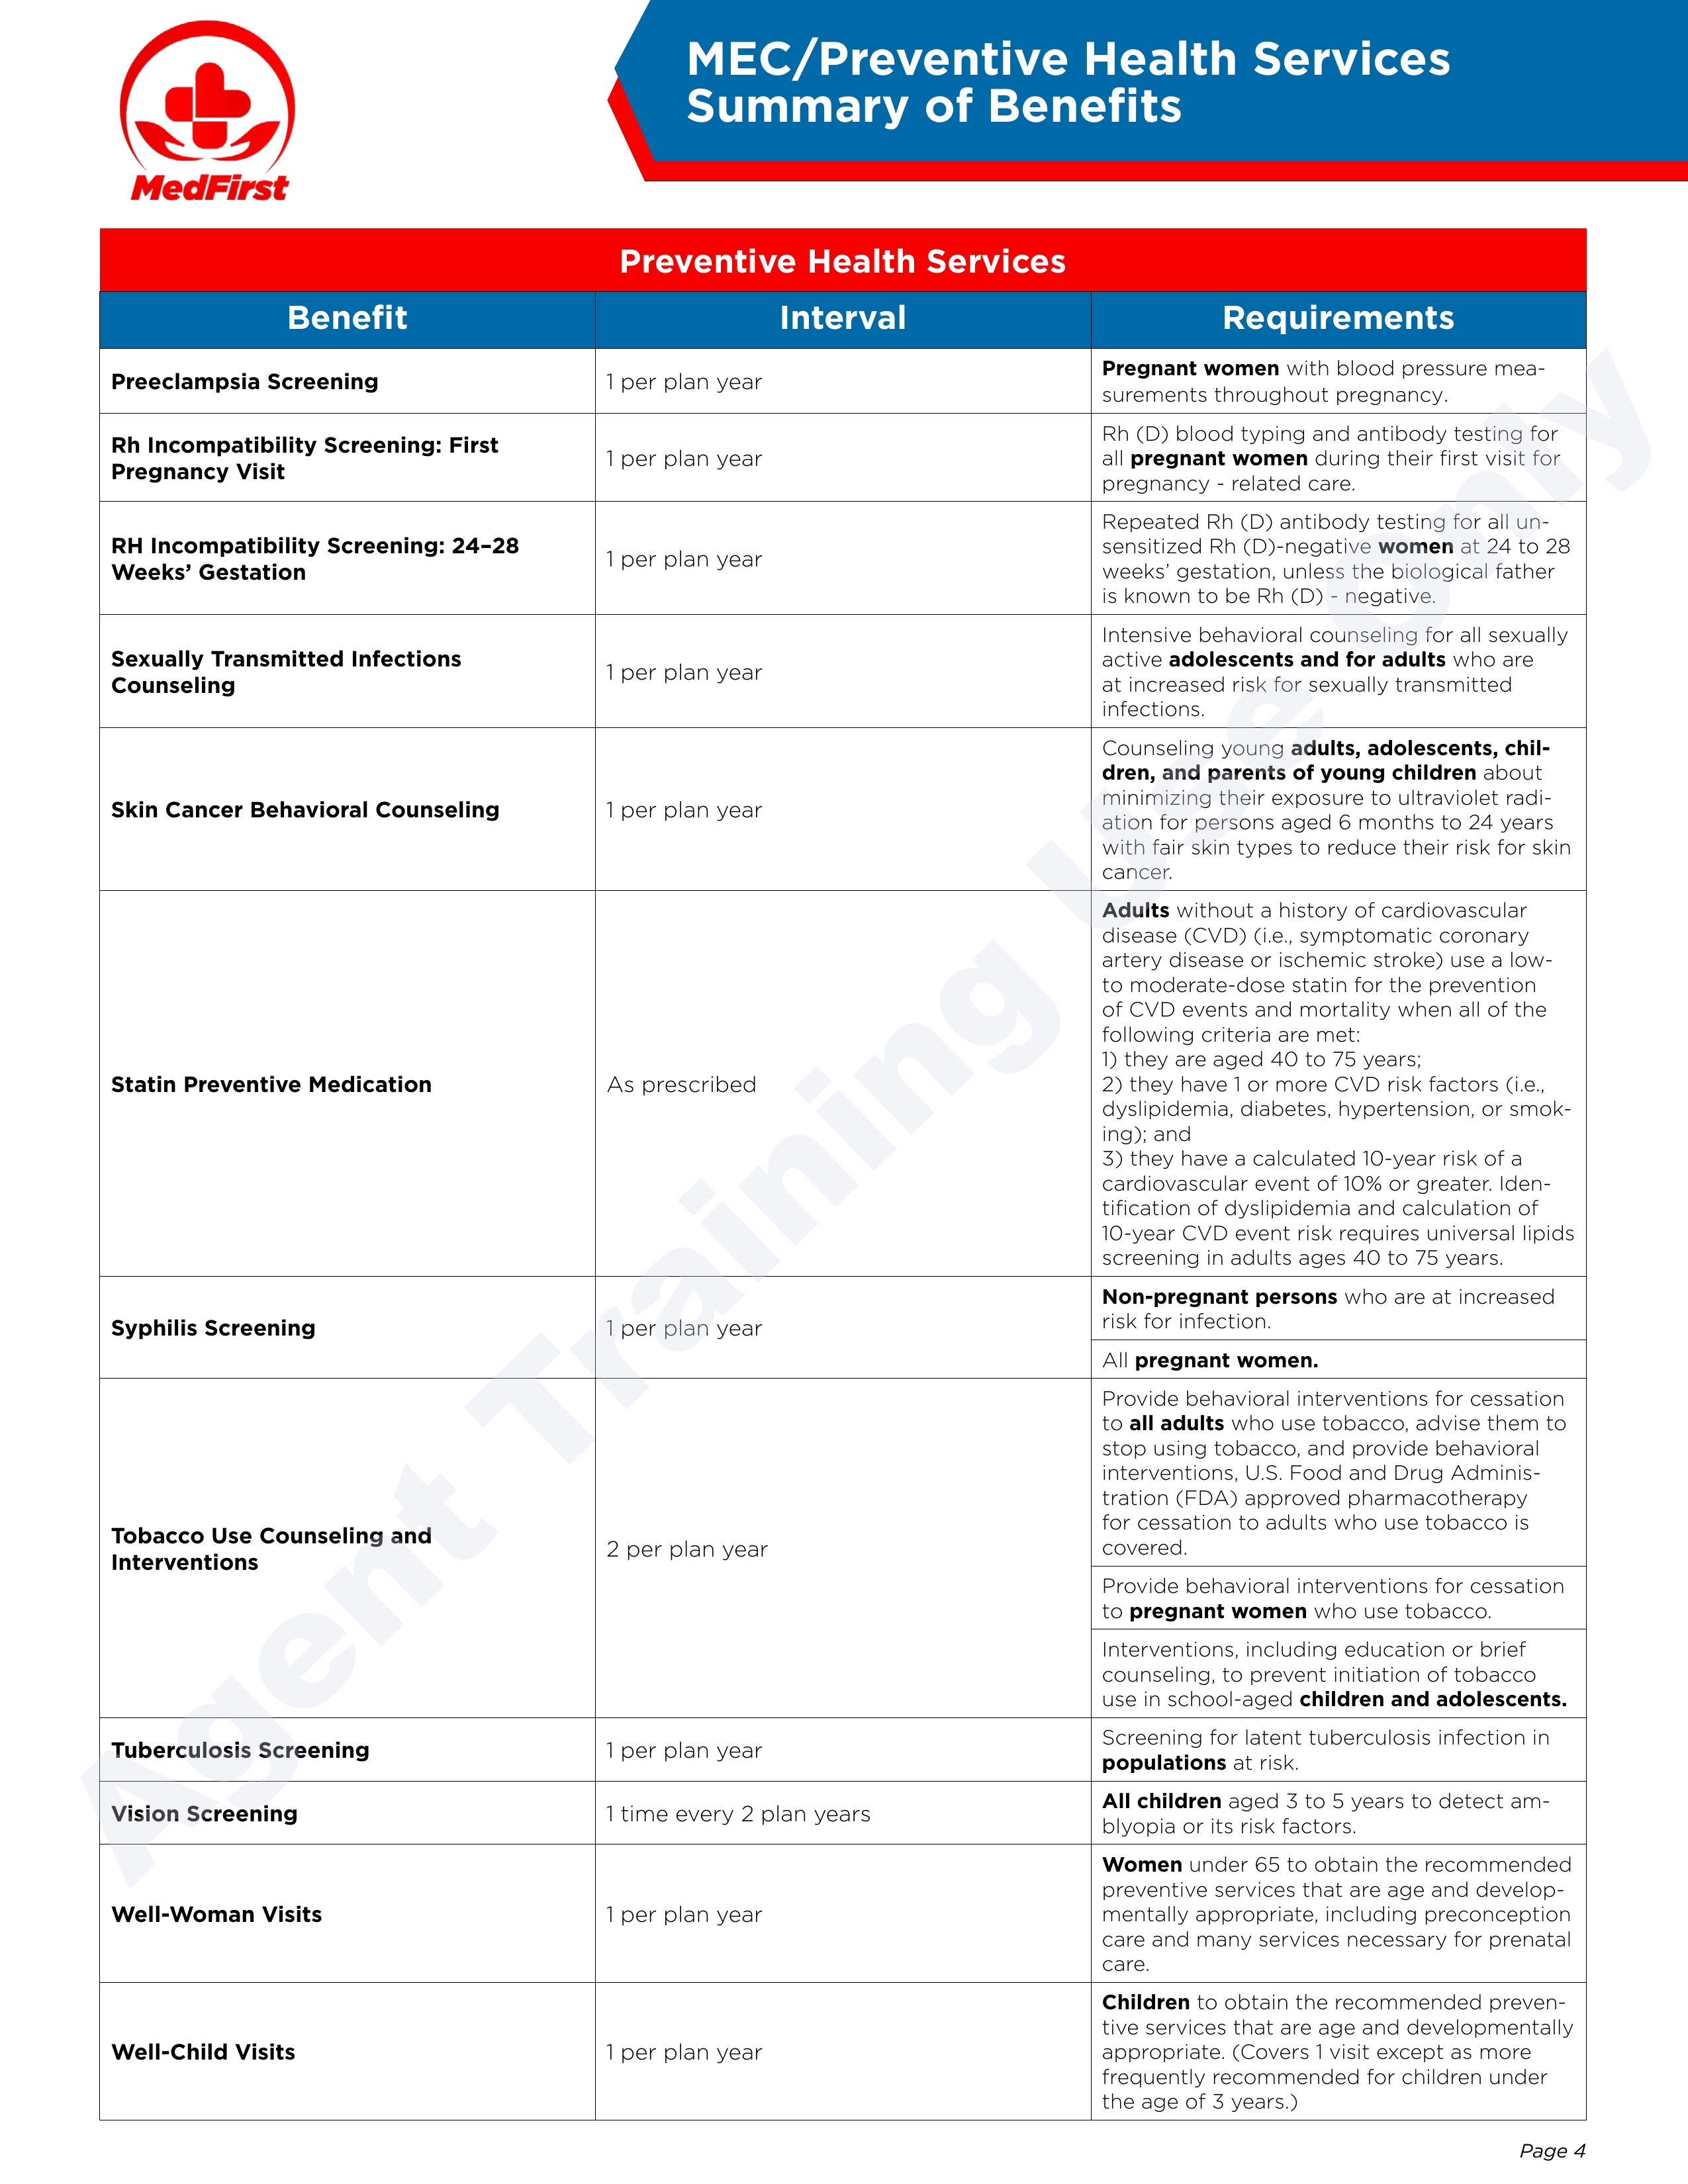 MedFirst
MEC/Preventive Health Services
Summary of Benefits
Preventive Health Services
Benefit
Interval
Requirements
Preeclampsia Screening
1 per plan year
Pregnant women with blood pressure mea-
surements throughout pregnancy.
Rh Incompatibility Screening: First
Pregnancy Visit
1 per plan year
Rh (D) blood typing and antibody testing for
all pregnant women during their first visit for
pregnancy - related care.
RH Incompatibility Screening: 24–28
Weeks’ Gestation
1 per plan year
Repeated Rh (D) antibody testing for all un-
sensitized Rh (D)-negative women at 24 to 28
weeks’ gestation, unless the biological father
is known to be Rh (D) - negative.
Sexually Transmitted Infections
Counseling
1 per plan year
Intensive behavioral counseling for all sexually
active adolescents and for adults who are
at increased risk for sexually transmitted
infections.
Skin Cancer Behavioral Counseling
1 per plan year
Counseling young adults, adolescents, chil-
dren, and parents of young children about
minimizing their exposure to ultraviolet radi-
ation for persons aged 6 months to 24 years
with fair skin types to reduce their risk for skin
cancer.
Statin Preventive Medication
As prescribed
Adults without a history of cardiovascular
disease (CVD) (i.e., symptomatic coronary
artery disease or ischemic stroke) use a low-
to moderate-dose statin for the prevention
of CVD events and mortality when all of the
following criteria are met:
1) they are aged 40 to 75 years;
2) they have 1 or more CVD risk factors (i.e.,
dyslipidemia, diabetes, hypertension, or smok-
ing); and
3) they have a calculated 10-year risk of a
cardiovascular event of 10% or greater. Iden-
tification of dyslipidemia and calculation of
10-year CVD event risk requires universal lipids
screening in adults ages 40 to 75 years.
Syphilis Screening
1 per plan year
Non-pregnant persons who are at increased
risk for infection.
All pregnant women.
Tobacco Use Counseling and
Interventions
2 per plan year
Provide behavioral interventions for cessation
to all adults who use tobacco, advise them to
stop using tobacco, and provide behavioral
interventions, U.S. Food and Drug Adminis-
tration (FDA) approved pharmacotherapy
for cessation to adults who use tobacco is
covered.
Provide behavioral interventions for cessation
to pregnant women who use tobacco.
Interventions, including education or brief
counseling, to prevent initiation of tobacco
use in school-aged children and adolescents.
Tuberculosis Screening
1 per plan year
Screening for latent tuberculosis infection in
populations at risk.
Vision Screening
1 time every 2 plan years
All children aged 3 to 5 years to detect am-
blyopia or its risk factors.
Well-Woman Visits
1 per plan year
Women under 65 to obtain the recommended
preventive services that are age and develop-
mentally appropriate, including preconception
care and many services necessary for prenatal
care.
Well-Child Visits
1 per plan year
Children to obtain the recommended preven-
tive services that are age and developmentally
appropriate. (Covers 1 visit except as more
frequently recommended for children under
the age of 3 years.)
Agent Training Use Only
Page 4